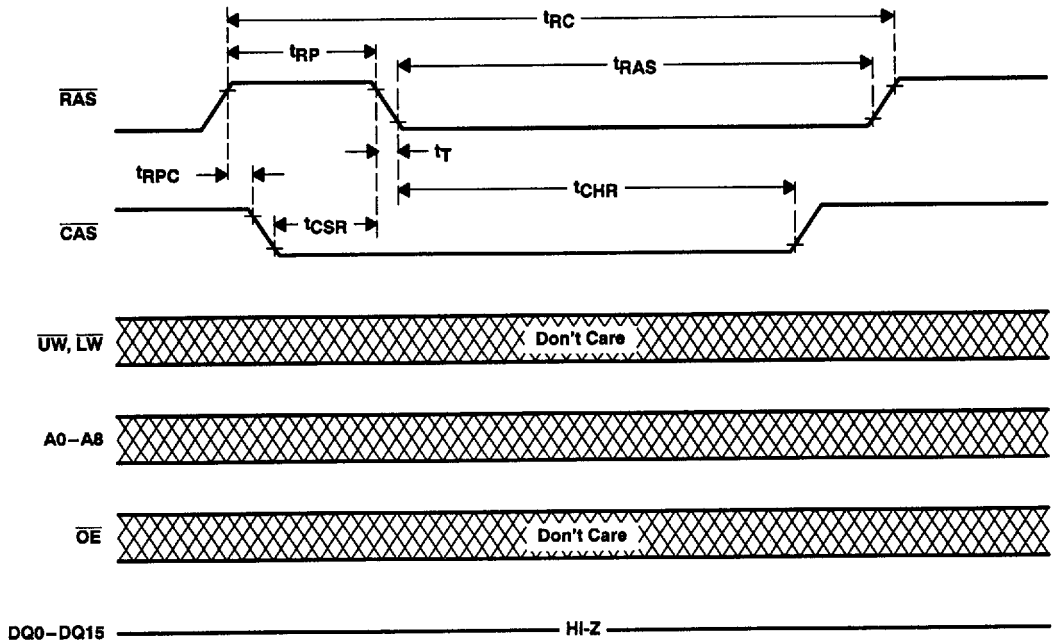 tRC
tRP
tRAS
RAS
tT
tRPC
tCHR
tCSR
CAS
UW, LW
Don't Care
A0–A8
OE
Don't Care
DQ0–DQ15
HI-Z